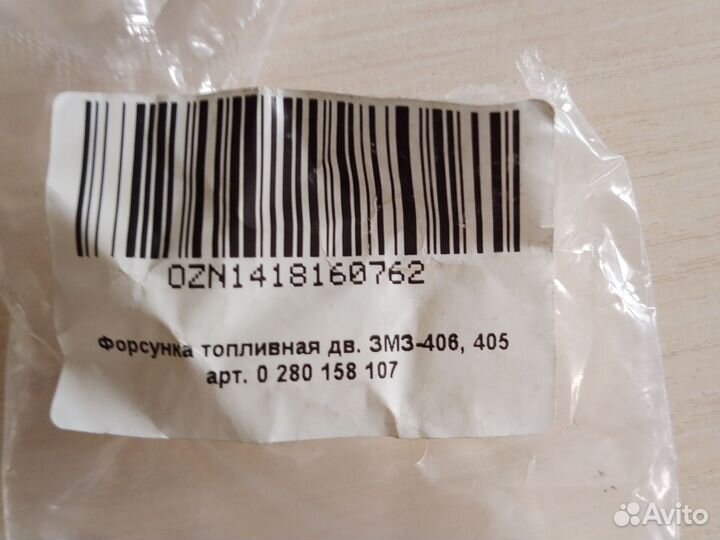 OZN1418160762
Форсунка топливная дв. ЗМЗ-406, 405
арт. 0 280 158 107
Avito